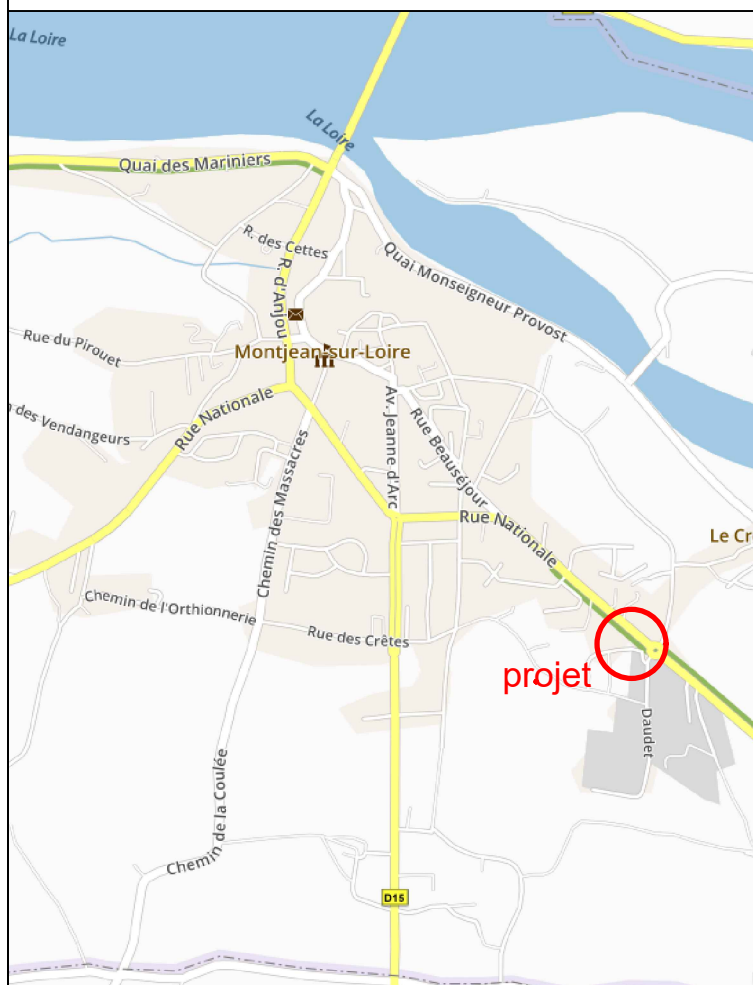 La Loire
La Loire
Quai des Mariniers
R. des Cettes
Quai Monseigneur Provost
R. d'Anjou
Rue du Pirouet
Montjean-sur-Loire
Rue Nationale
des Vendangeurs
Av. Jeanne d'Arc
Rue Beauséjour
Chemin des Massacres
Rue Nationale
Le Cr
Chemin de l'Orthionnerie
Rue des Crêtes
projet
Daudet
Chemin de la Coulée
D15